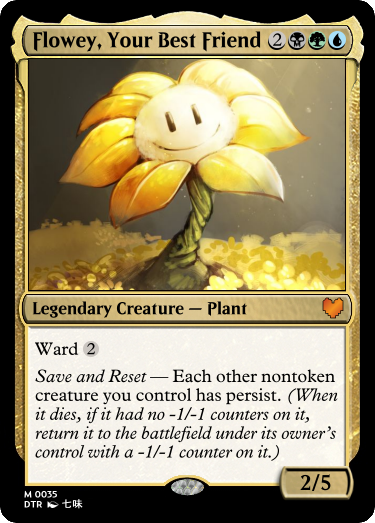 Flowey, Your Best Friend 2
Legendary Creature — Plant
Ward 2
Save and Reset — Each other nontoken
creature you control has persist. (When
it dies, if it had no -1/-1 counters on it,
return it to the battlefield under its owner's
control with a -1/-1 counter on it.)
2/5
M 0035
DTR 七味